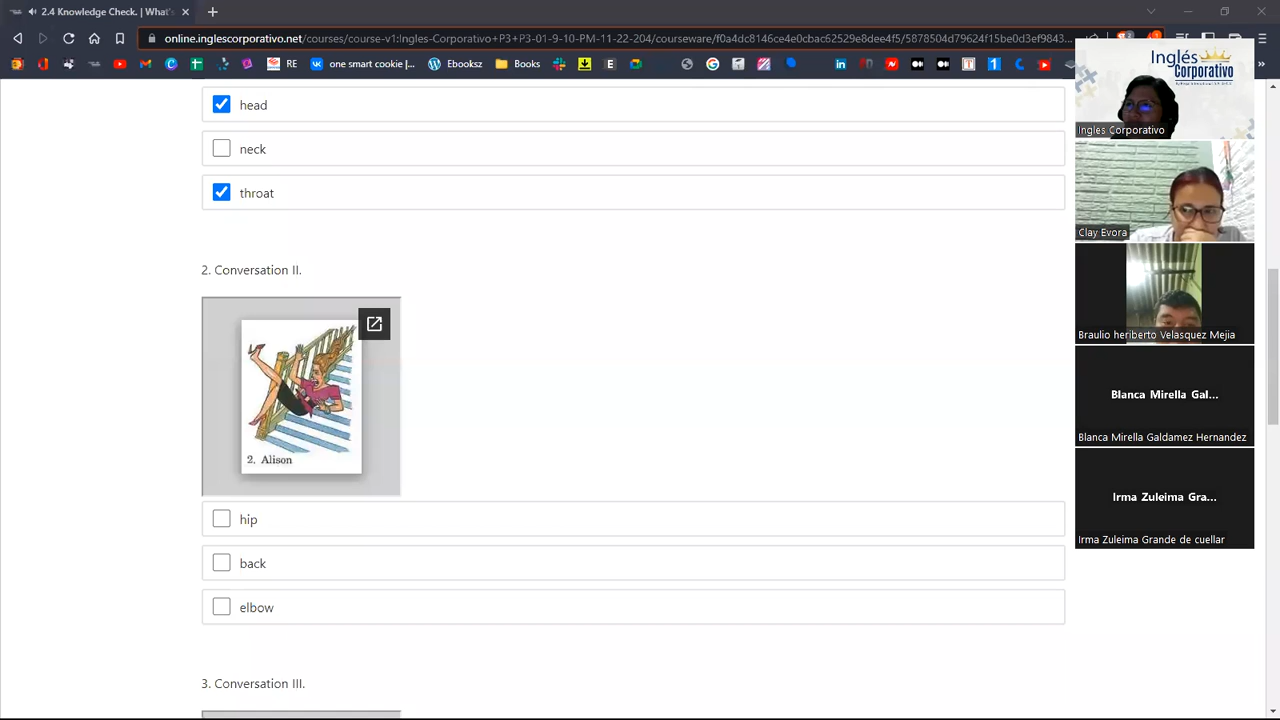 2.4 Knowledge Check. | What's
online.inglescorporativo.net/courses/course-v1:Ingles-Corporativo+P3+P3-01-9-10-PM-11-22-204/courseware/f0a4dc8146ce4e0cbac5252e9e8dee4f5/5878504d79624f15be0d3ef9843...
RE
one smart cookie |...
Ebooks!
Folks
head
neck
throat
2. Conversation II.
2. Alison
hip
back
elbow
3. Conversation III.
Inglés
Corporativo
Ingles Corporativo
Clay Evora
Braulio heriberto Velasquez Mejia
Blanca Mirella Gal...
Blanca Mirella Galdamez Hernandez
Irma Zuleima Gra...
Irma Zuleima Grande de cuellar